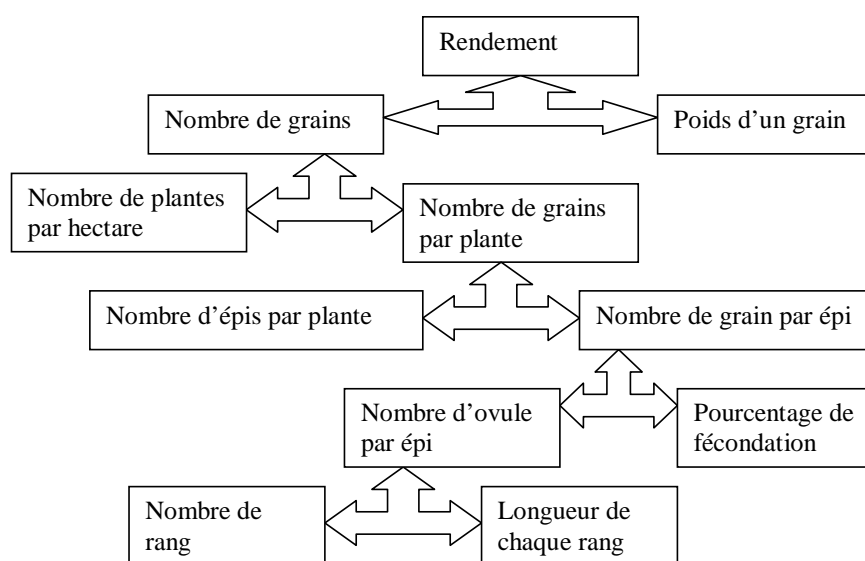 Rendement
Nombre de grains
Poids d'un grain
Nombre de plantes
par hectare
Nombre de grains
par plante
Nombre d'épis par plante
Nombre de grain par épi
Nombre d'ovule
par épi
Pourcentage de
fécondation
Nombre de
rang
Longueur de
chaque rang